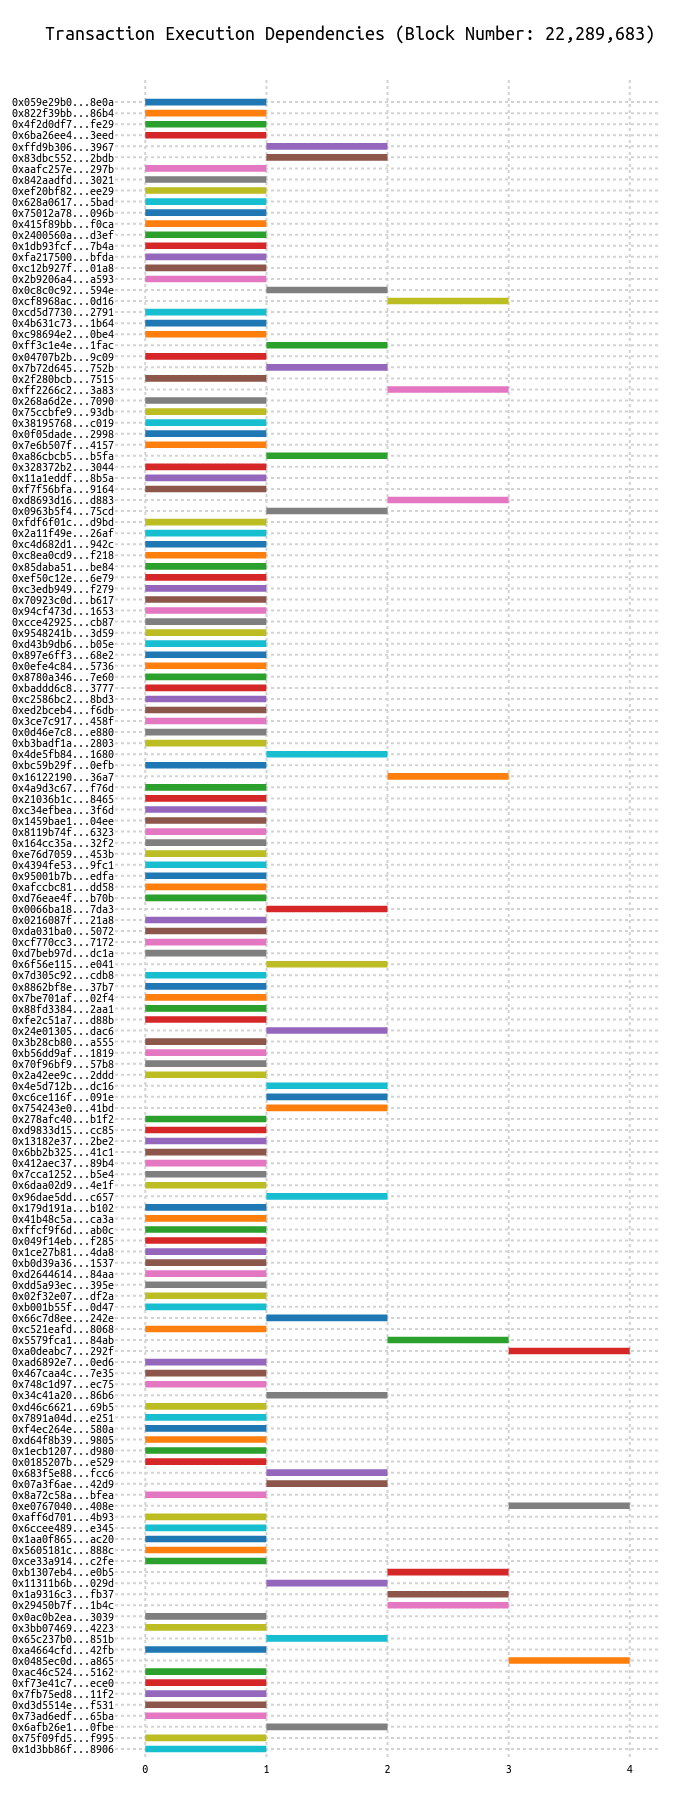 Transaction Execution Dependencies (Block Number: 22,289,683)
0x059e29b0...8e0a
0x822f39bb...86b4
0x4f2d0df7...fe29
0x6ba26ee4...3eed
0xffd9b306...3967
0x83dbc552...2bdb
0xaafc257e...297b
0x842aadfd...3021
0xef20bf82...ee29
0x628a0617...5bad
0x75012a78...096b
0x415f89bb...f0ca
0x2400560a...d3ef
0x1db93fcf...7b4a
0xfa217500...bfda
0xc12b927f...01a8
0x2b9206a4...a593
0x0c8c0c92...594e
0xcf8968ac...0d16
0xcd5d7730...2791
0x4b631c73...1b64
0xc98694e2...0be4
0xff3c1e4e...1fac
0x04707b2b...9c09
0x7b72d645...752b
0x2f280bcb...7515
0xff2266c2...3a83
0x268a6d2e...7090
0x75ccbfe9...93db
0x38195768...c019
0x0f05dade...2998
0x7e6b507f...4157
0xa86cbcb5...b5fa
0x328372b2...3044
0x11a1eddf...8b5a
0xf7f56bfa...9164
0xd8693d16...d883
0x0963b5f4...75cd
0xfdf6f01c...d9bd
0x2a11f49e...26af
0xc4d682d1...942c
0xc8ea0cd9...f218
0x85daba51...be84
0xef50c12e...6e79
0xc3edb949...f279
0x70923c0d...b617
0x94cf473d...1653
0xcce42925...cb87
0x9548241b...3d59
0xd43b9db6...b05e
0x897e6ff3...68e2
0x0efe4c84...5736
0x8780a346...7e60
0xbaddd6c8...3777
0xc2586bc2...8bd3
0xed2bceb4...f6db
0x3ce7c917...458f
0x0d46e7c8...e880
0xb3badf1a...2803
0x4de5fb84...1680
0xbc59b29f...0efb
0x16122190...36a7
0x4a9d3c67...f76d
0x21036b1c...8465
0xc34efbea...3f6d
0x1459bae1...04ee
0x8119b74f...6323
0x164cc35a...32f2
0xe76d7059...453b
0x4394fe53...9fc1
0x95001b7b...edfa
0xafccbc81...dd58
0xd76eae4f...b70b
0x0066ba18...7da3
0x0216087f...21a8
0xda031ba0...5072
0xcf770cc3...7172
0xd7beb97d...dc1a
0x6f56e115...e041
0x7d305c92...cdb8
0x8862bf8e...37b7
0x7be701af...02f4
0x88fd3384...2aa1
0xfe2c51a7...d88b
0x24e01305...dac6
0x3b28cb80...a555
0xb56dd9af...1819
0x70f96bf9...57b8
0x2a42ee9c...2ddd
0x4e5d712b...dc16
0xc6ce116f...091e
0x754243e0...41bd
0x278afc40...b1f2
0xd9833d15...cc85
0x13182e37...2be2
0x6bb2b325...41c1
0x412aec37...89b4
0x7cca1252...b5e4
0x6daa02d9...4e1f
0x96dae5dd...c657
0x179d191a...b102
0x41b48c5a...ca3a
0xffcf9f6d...ab0c
0x049f14eb...f285
0x1ce27b81...4da8
0xb0d39a36...1537
0xd2644614...84aa
0xdd5a93ec...395e
0x02f32e07...df2a
0xb001b55f...0d47
0x66c7d8ee...242e
0xc521eafd...8068
0x5579fca1...84ab
0xa0deabc7...292f
0xad6892e7...0ed6
0x467caa4c...7e35
0x748c1d97...ec75
0x34c41a20...86b6
0xd46c6621...69b5
0x7891a04d...e251
0xf4ec264e...580a
0xd64f8b39...9805
0x1ecb1207...d980
0x0185207b...e529
0x683f5e88...fcc6
0x07a3f6ae...42d9
0x8a72c58a...bfea
0xe0767040...408e
0xaff6d701...4b93
0x6ccee489...e345
0x1aa0f865...ac20
0x5605181c...888c
0xce33a914...c2fe
0xb1307eb4...e0b5
0x11311b6b...029d
0x1a9316c3...fb37
0x29450b7f...1b4c
0x0ac0b2ea...3039
0x3bb07469...4223
0x65c237b0...851b
0xa4664cfd...42fb
0x0485ec0d...a865
0xac46c524...5162
0xf73e41c7...ece0
0x7fb75ed8...11f2
0xd3d5514e...f531
0x73ad6edf...65ba
0x6afb26e1...0fbe
0x75f09fd5...f995
0x1d3bb86f...8906
0 1 2 3 4